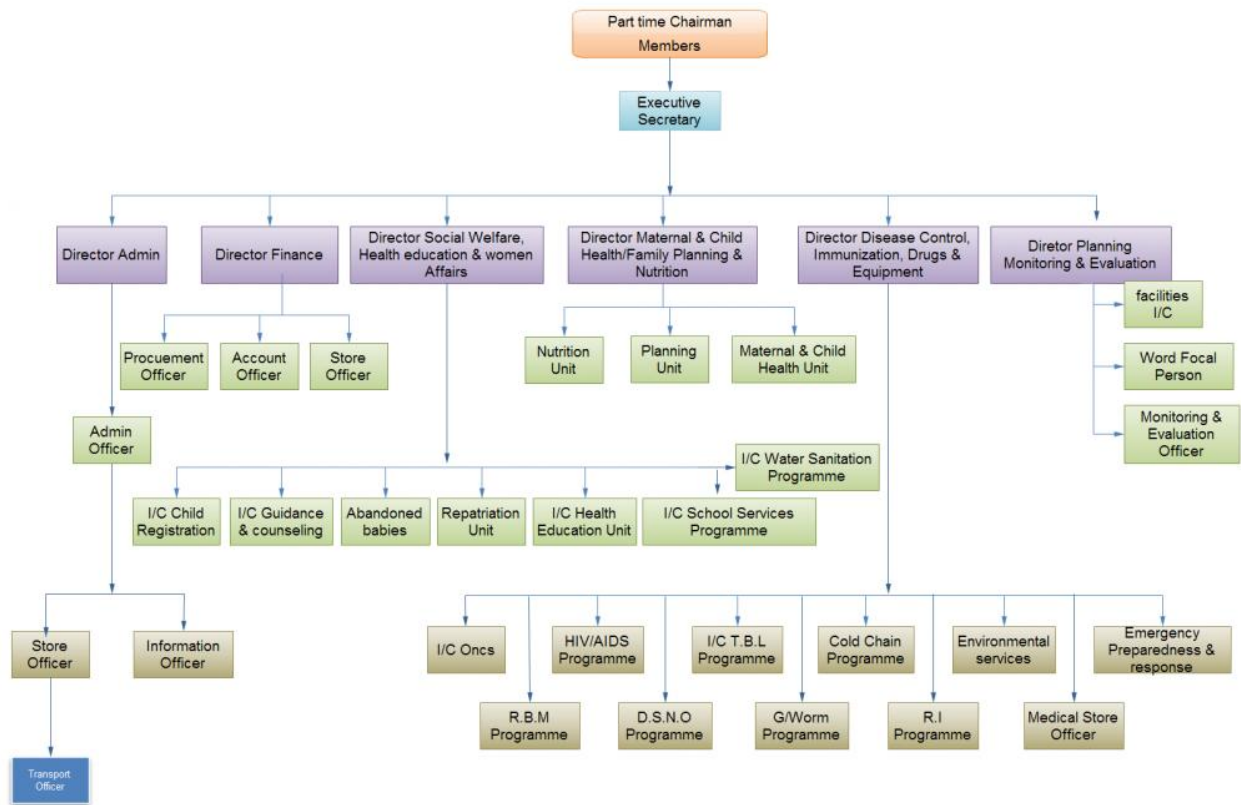 Part time Chairman
Members
Executive
Secretary
Director Admin
Director Finance
Director Social Welfare,
Health education & women
Affairs
Director Maternal & Child
Health/Family Planning &
Nutrition
Director Disease Control,
Immunization, Drugs &
Equipment
Diretor Planning
Monitoring & Evaluation
facilities
I/C
Procuement
Officer
Account
Officer
Store
Officer
Nutrition
Unit
Planning
Unit
Maternal & Child
Health Unit
Word Focal
Person
Admin
Officer
Monitoring &
Evaluation
Officer
I/C Water Sanitation
Programme
I/C Child
Registration
I/C Guidance
& counseling
Abandoned
babies
Repatriation
Unit
I/C Health
Education Unit
I/C School Services
Programme
Store
Officer
Information
Officer
I/C Oncs
HIV/AIDS
Programme
I/C T.B.L
Programme
Cold Chain
Programme
Environmental
services
Emergency
Preparedness &
response
R.B.M
Programme
D.S.N.O
Programme
G/Worm
Programme
R.I
Programme
Medical Store
Officer
Transport
Officer